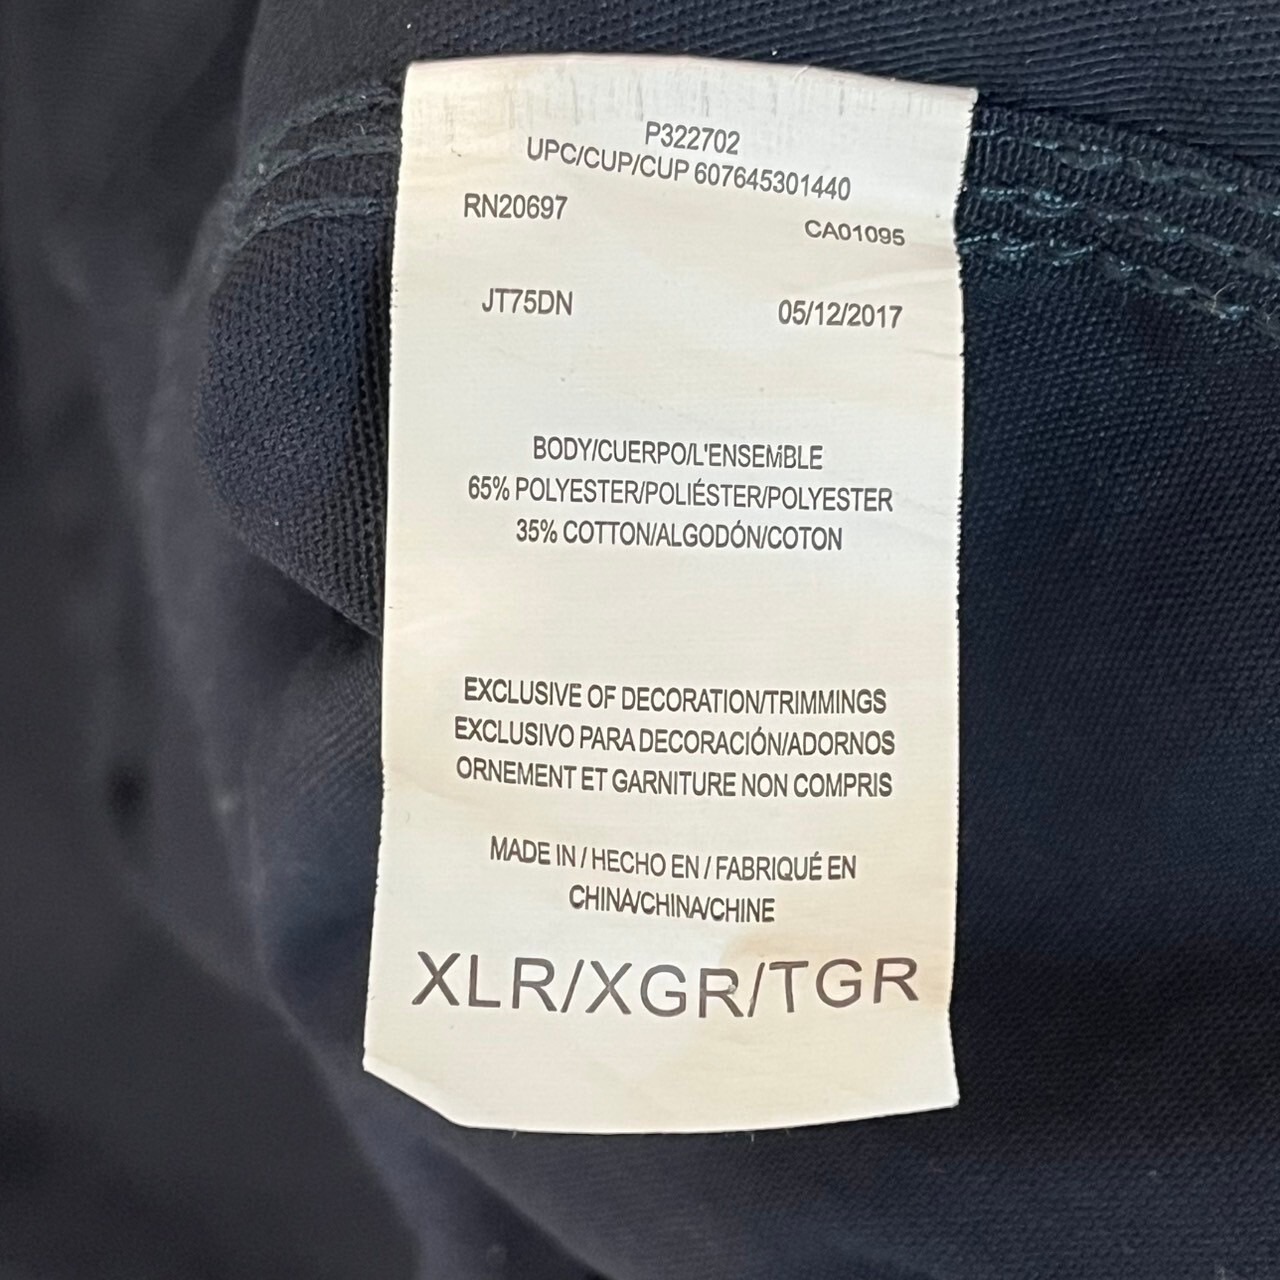 P322702
UPC/CUP/CUP 607645301440
RN20697
CA01095
JT75DN
05/12/2017
BODY/CUERPO/L'ENSEMBLE
65% POLYESTER/POLIÉSTER/POLYESTER
35% COTTON/ALGODÓN/COTON
EXCLUSIVE OF DECORATION/TRIMMINGS
EXCLUSIVO PARA DECORACIÓN/ADORNOS
ORNEMENT ET GARNITURE NON COMPRIS
MADE IN / HECHO EN / FABRIQUÉ EN
CHINA/CHINA/CHINE
XLR/XGR/TGR